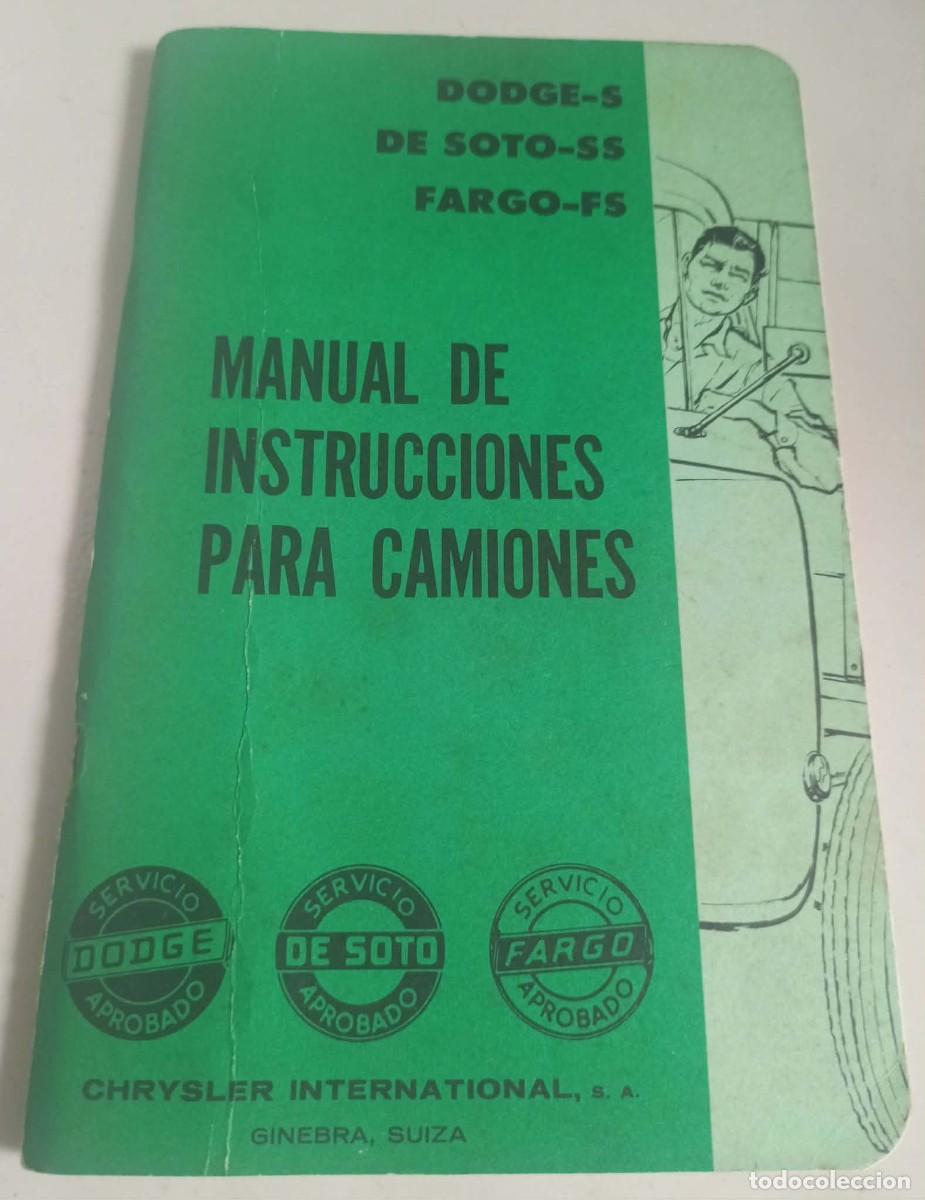 DODGE-S
DE SOTO-SS
FARGO-FS
MANUAL DE
INSTRUCCIONES
PARA CAMIONES
SERVICIO
DODGE
APROBADO
SERVICIO
DE SOTO
APROBADO
SERVICIO
FARGO
APROBADO
CHRYSLER INTERNATIONAL, S. A.
GINEBRA, SUIZA
todocoleccion